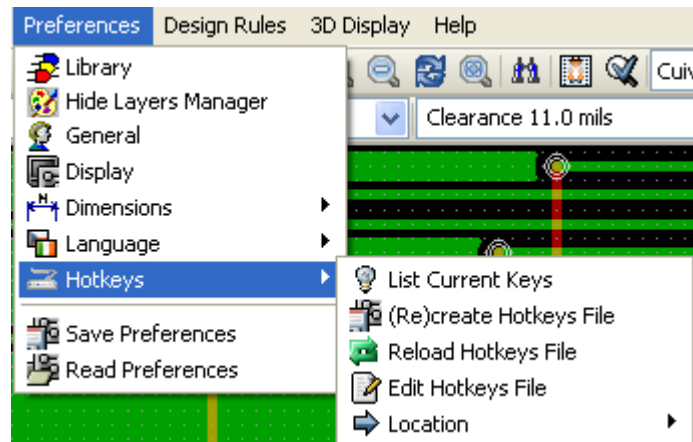 Preferences Design Rules 3D Display Help
Library
Cuiv
Hide Layers Manager
Clearance 11.0 mils
General
Display
Dimensions
Language
Hotkeys
List Current Keys
(Re)create Hotkeys File
Save Preferences
Reload Hotkeys File
Read Preferences
Edit Hotkeys File
Location